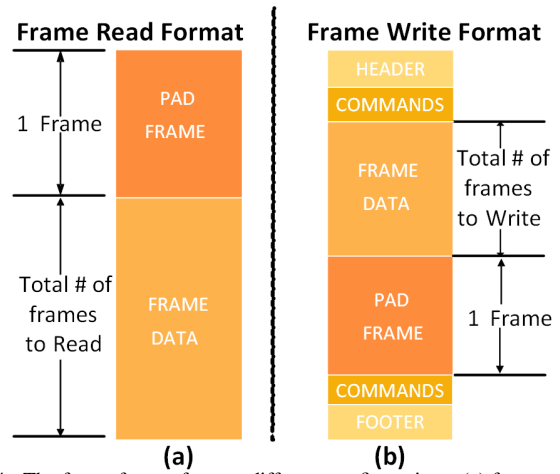 Frame Read Format
1 Frame
PAD
FRAME
Total # of
frames
to Read
FRAME
DATA
(a)
Frame Write Format
HEADER
COMMANDS
FRAME
DATA
Total # of
frames
to Write
PAD
FRAME
1 Frame
COMMANDS
FOOTER
(b)